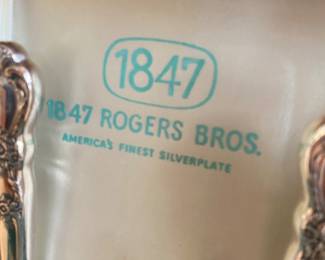 1847
1847 ROGERS BROS.
AMERICA'S FINEST SILVERPLATE